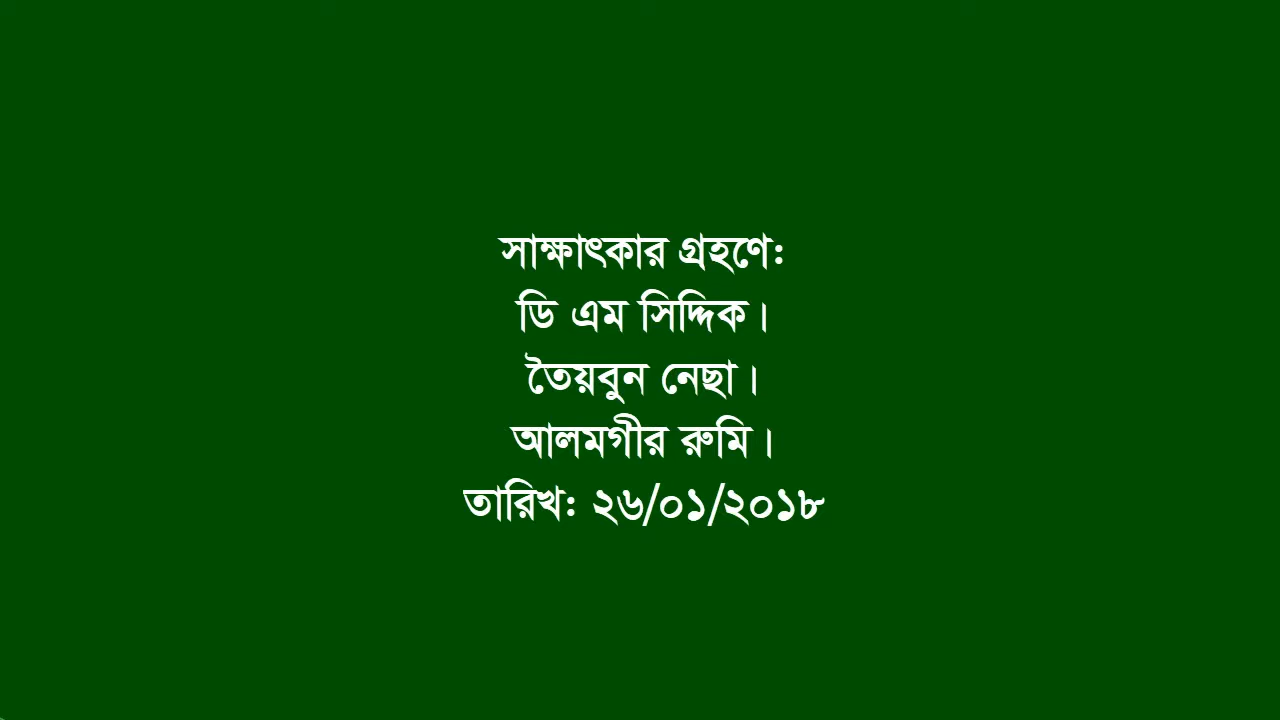 সাক্ষাৎকার গ্রহণে:
ডি এম সিদ্দিক।
তৈয়বুন নেছা।
আলমগীর রুমি।
তারিখ: ২৬/০১/২০১৮